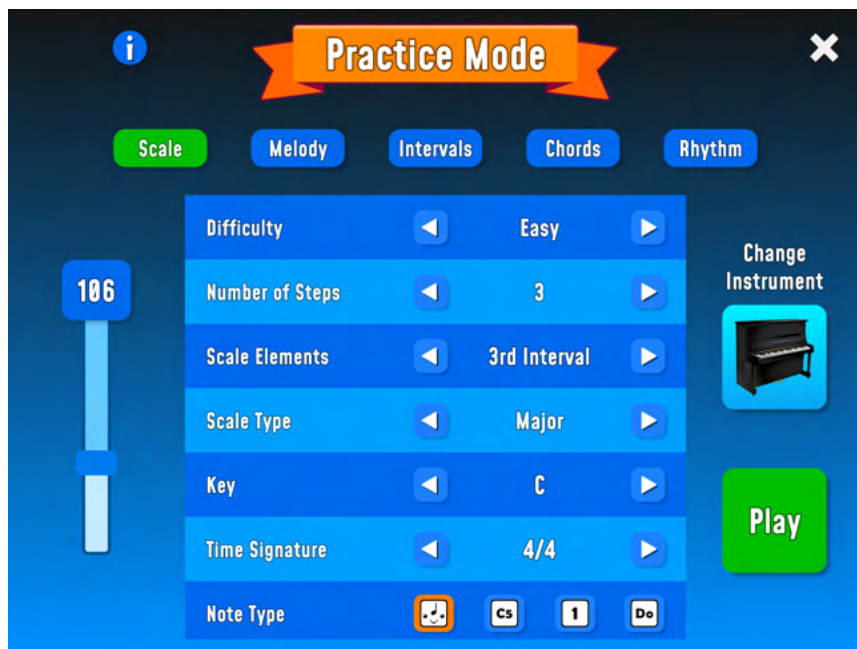 i
Practice Mode
Scale
Melody
Intervals
Chords
Rhythm
Difficulty
Easy
Number of Steps
3
Scale Elements
3rd Interval
Scale Type
Major
Key
C
Time Signature
4/4
Note Type
C5
1
Do
106
Change
Instrument
Play